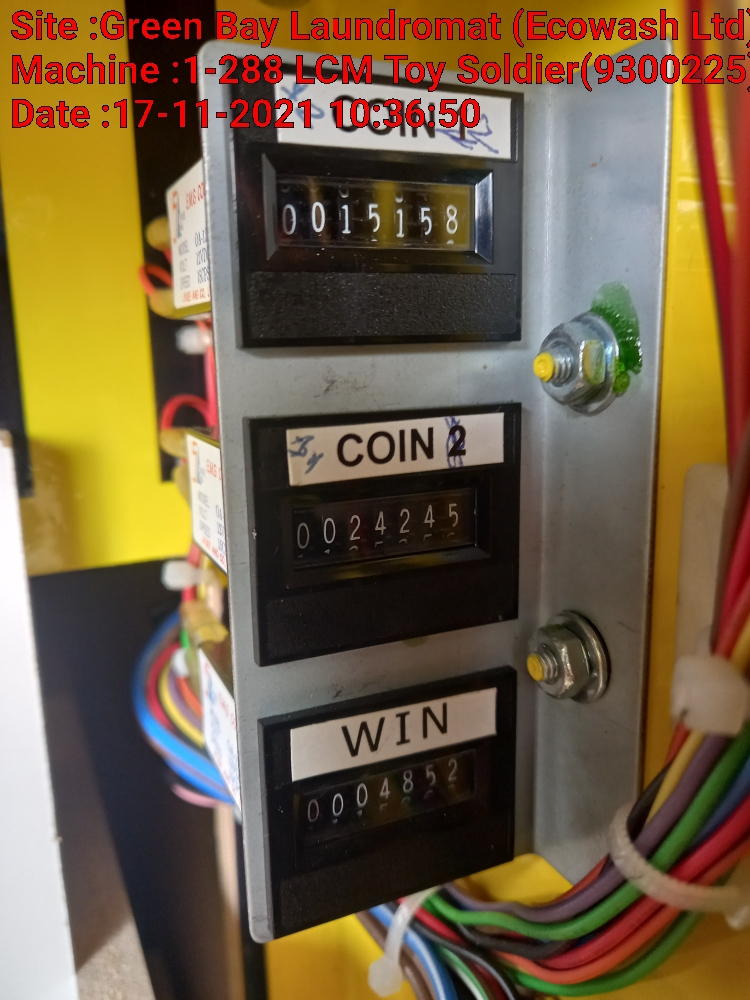 Site :Green Bay Laundromat (Ecowash Ltd)
Machine :1-288 LCM Toy Soldier(9300225)
Date :17-11-2021 10:36:50
COIN
0015158
COIN 2
0024245
WIN
0004852